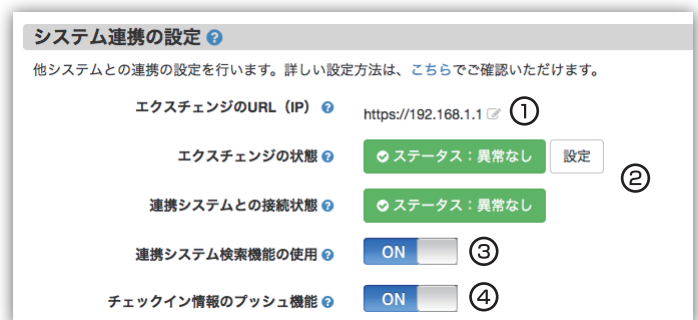 システム連携の設定 ?
他システムとの連携の設定を行います。詳しい設定方法は、こちらでご確認いただけます。
エクスチェンジのURL（IP） ? https://192.168.1.1 ①
エクスチェンジの状態 ? ステータス：異常なし 設定
②
連携システムとの接続状態 ? ステータス：異常なし
連携システム検索機能の使用 ? ON ③
チェックイン情報のプッシュ機能 ? ON ④